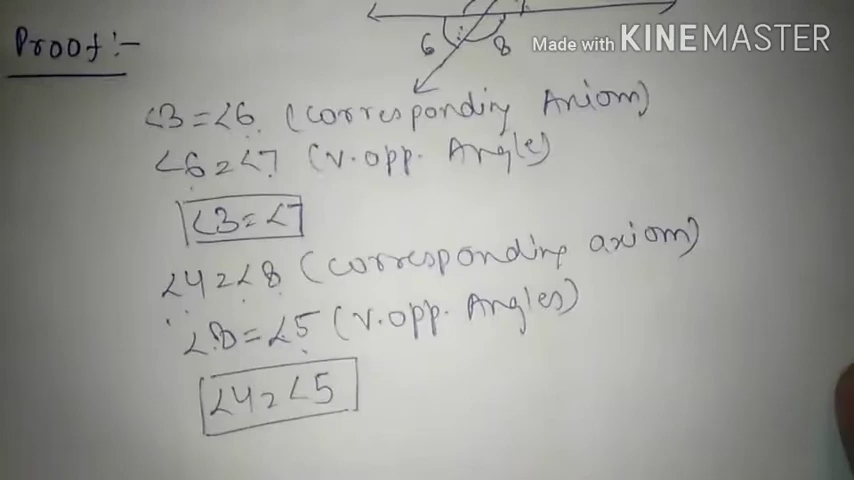 Proof :-
6 8
Made with KINEMASTER
∠3 = ∠6 (Corresponding Axiom)
∠6 = ∠7 (V. opp. Angles)
∠3 = ∠7
∠4 = ∠8 (Corresponding axiom)
∠8 = ∠5 (V. opp. Angles)
∠4 = ∠5